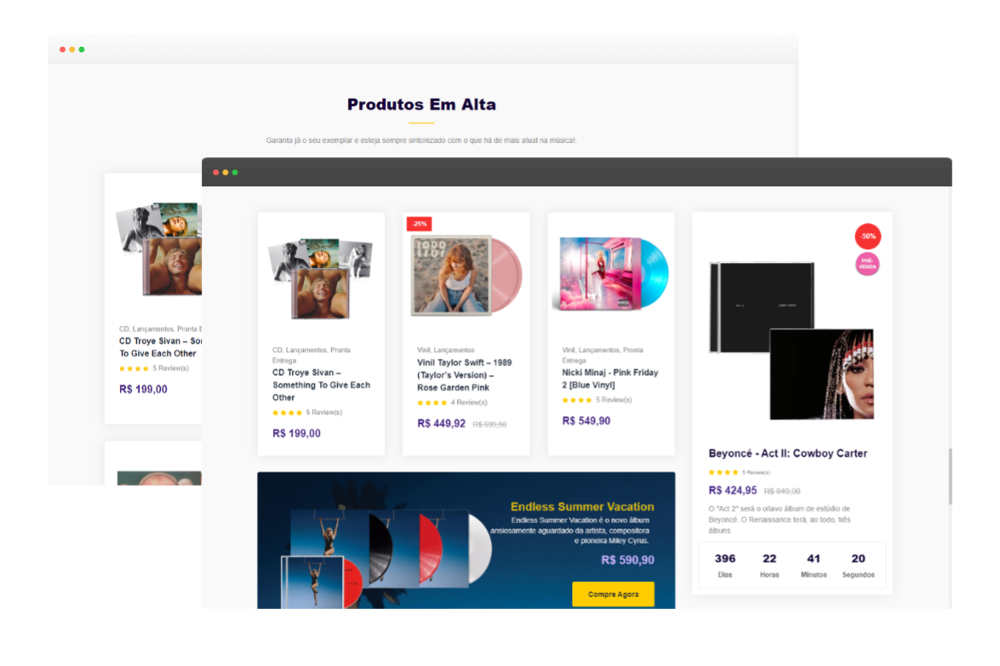 Produtos Em Alta
Garanta já o seu exemplar e esteja sempre sintonizado com o que há de mais atual na música!.
CD, Lançamentos, Pronta E
CD Troye Sivan – So
To Give Each Other
5 Review(s)
R$ 199,00
CD, Lançamentos, Pronta
Entrega
CD Troye Sivan –
Something To Give Each
Other
5 Review(s)
R$ 199,00
-25%
Vinil, Lançamentos
Vinil Taylor Swift – 1989
(Taylor's Version) –
Rose Garden Pink
4 Review(s)
R$ 449,92 R$ 599,90
Vinil, Lançamentos, Pronta
Entrega
Nicki Minaj - Pink Friday
2 [Blue Vinyl]
5 Review(s)
R$ 549,90
-50%
PRÉ-
VENDA
ACT II
COWBOY CARTER
Beyoncé - Act II: Cowboy Carter
5 Review(s)
R$ 424,95 R$ 849,00
O "Act 2" será o oitavo álbum de estúdio de
Beyoncé. O Renaissance terá, ao todo, três
álbuns.
396 22 41 20
Dias Horas Minutos Segundos
Endless Summer Vacation
Endless Summer Vacation é o novo álbum
ansiosamente aguardado da artista, compositora
e pioneira Miley Cyrus.
R$ 590,90
Compre Agora